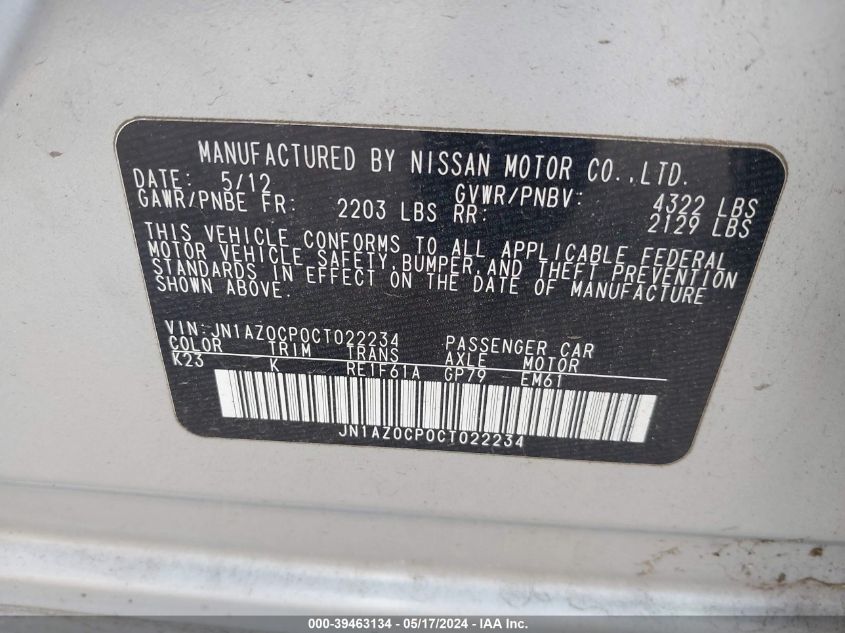 MANUFACTURED BY NISSAN MOTOR CO.,LTD.
DATE: 5/12 GVWR/PNBV: 4322 LBS
GAWR/PNBE FR: 2203 LBS RR: 2129 LBS
THIS VEHICLE CONFORMS TO ALL APPLICABLE FEDERAL
MOTOR VEHICLE SAFETY,BUMPER,AND THEFT PREVENTION
STANDARDS IN EFFECT ON THE DATE OF MANUFACTURE
SHOWN ABOVE.
VIN:JN1AZ0CP0CT022234 PASSENGER CAR
COLOR TRIM TRANS AXLE MOTOR
K23 K RE1F61A GP79 EM61
JN1AZ0CP0CT022234
000-39463134 - 05/17/2024 - IAA, Inc.